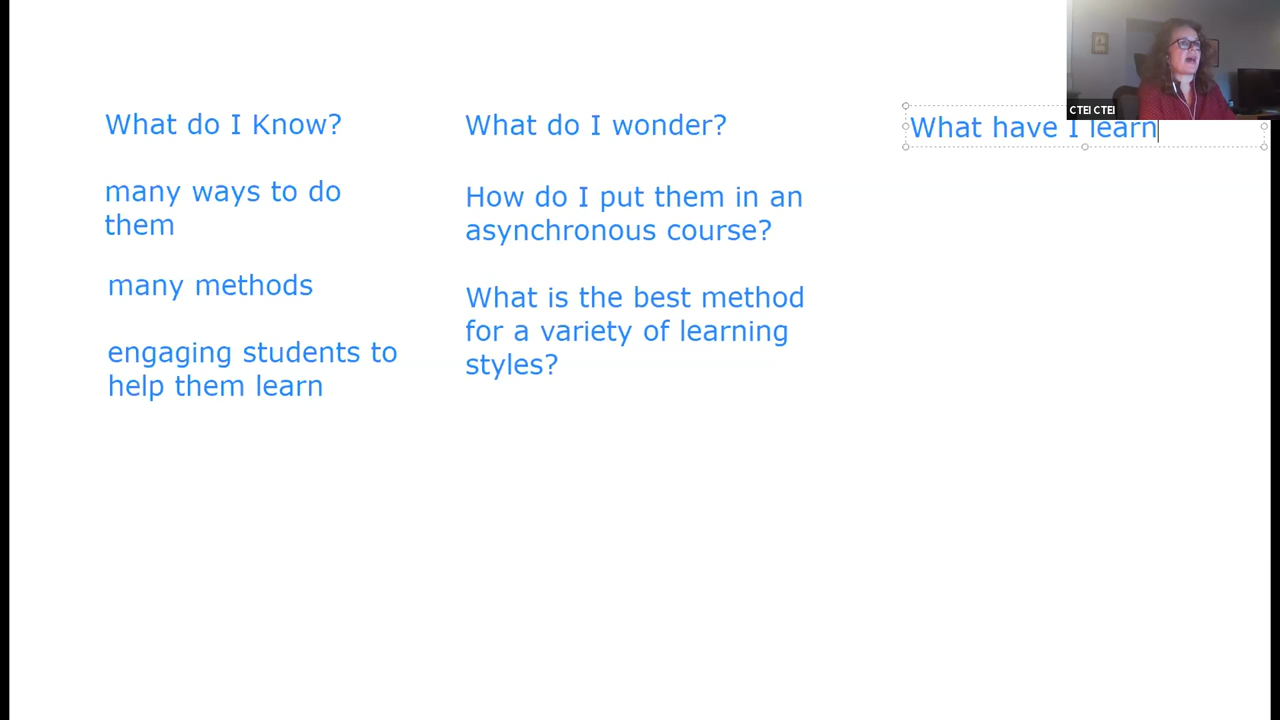 What do I Know?
many ways to do
them
many methods
engaging students to
help them learn
What do I wonder?
How do I put them in an
asynchronous course?
What is the best method
for a variety of learning
styles?
What have I learn
CTEI CTEI